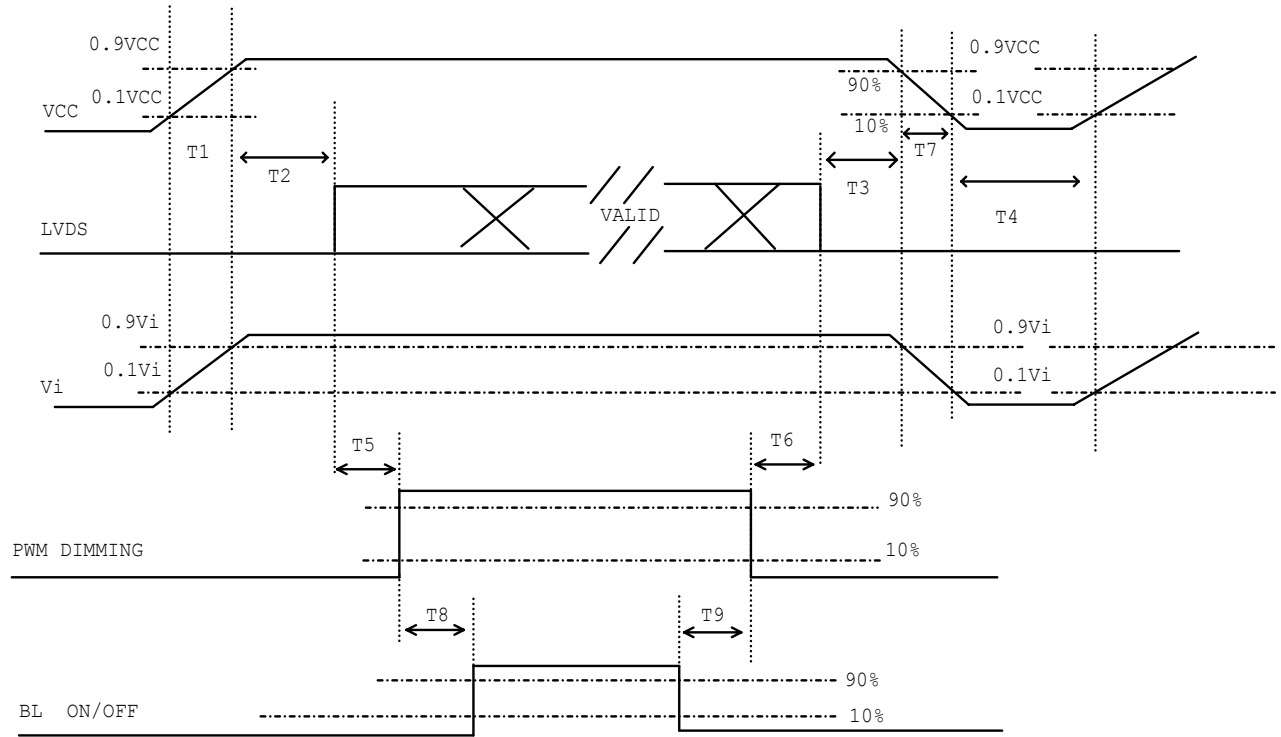 0.9VCC
0.9VCC
90%
0.1VCC
0.1VCC
VCC
10%
T1
T7
T2
T3
VALID
T4
LVDS
0.9Vi
0.9Vi
0.1Vi
0.1Vi
Vi
T5
T6
90%
PWM DIMMING
10%
T8
T9
90%
BL ON/OFF
10%